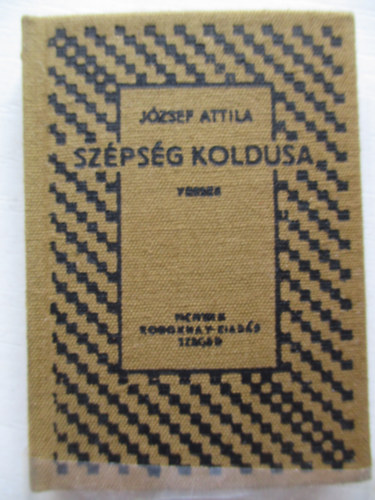 JÓZSEF ATTILA
SZÉPSÉG KOLDUSA
VERSEK
KOROKNAY-KIADÁS
SZEGED